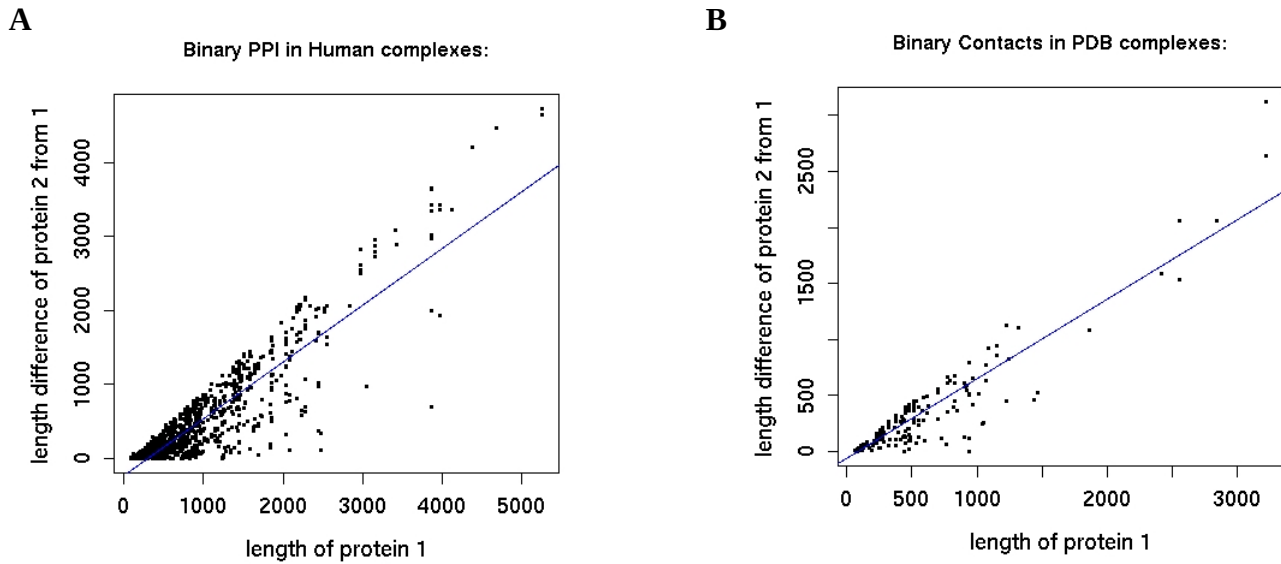 A
Binary PPI in Human complexes:
length difference of protein 2 from 1
4000
3000
2000
1000
0
0 1000 2000 3000 4000 5000
length of protein 1
B
Binary Contacts in PDB complexes:
length difference of protein 2 from 1
2500
1500
500
0
0 500 1000 2000 3000
length of protein 1